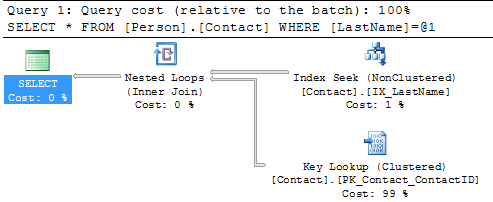 Query 1: Query cost (relative to the batch): 100%
SELECT * FROM [Person].[Contact] WHERE [LastName]=@1
SELECT
Cost: 0 %
Nested Loops
(Inner Join)
Cost: 0 %
Index Seek (NonClustered)
[Contact].[IX_LastName]
Cost: 1 %
Key Lookup (Clustered)
[Contact].[PK_Contact_ContactID]
Cost: 99 %